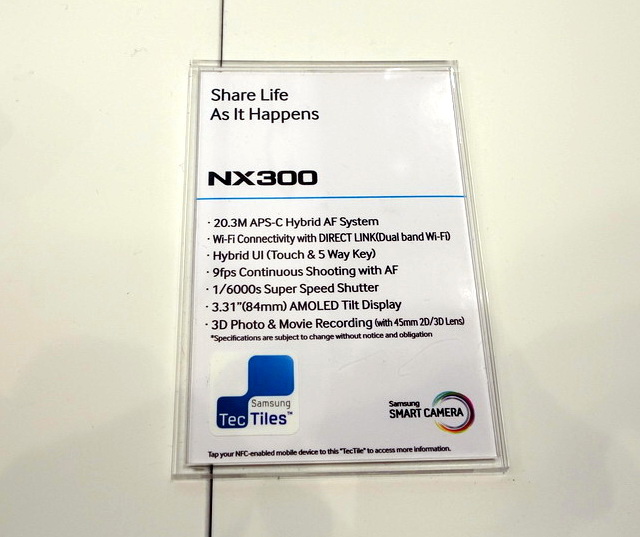 Share Life
As It Happens
NX300
· 20.3M APS-C Hybrid AF System
· Wi-Fi Connectivity with DIRECT LINK(Dual band Wi-Fi)
· Hybrid UI (Touch & 5 Way Key)
· 9fps Continuous Shooting with AF
· 1/6000s Super Speed Shutter
· 3.31"(84mm) AMOLED Tilt Display
· 3D Photo & Movie Recording (with 45mm 2D/3D Lens)
*Specifications are subject to change without notice and obligation
Samsung
TecTiles™
Samsung
SMART CAMERA
Tap your NFC-enabled mobile device to this "TecTile" to access more information.